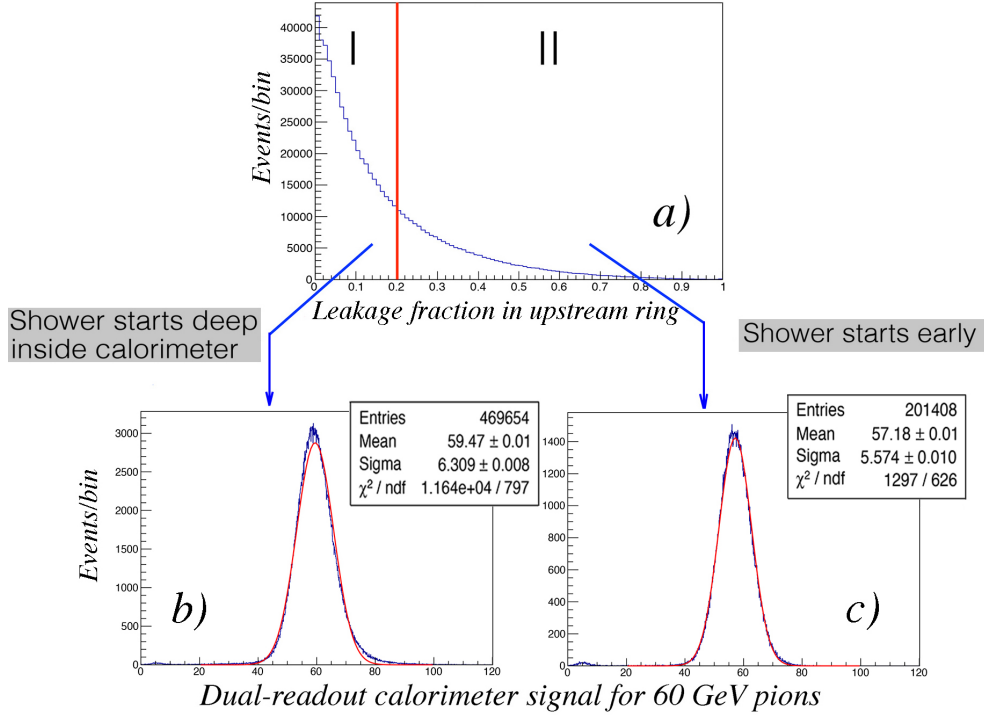 40000
35000
30000
25000
20000
15000
10000
5000
0
Events/bin
I
II
a)
0 0.1 0.2 0.3 0.4 0.5 0.6 0.7 0.8 0.9 1
Leakage fraction in upstream ring
Shower starts deep
inside calorimeter
Shower starts early
Entries 469654
Mean 59.47 ± 0.01
Sigma 6.309 ± 0.008
χ² / ndf 1.164e+04 / 797
3000
2500
2000
1500
1000
500
0
Events/bin
b)
0 20 40 60 80 100 120
Entries 201408
Mean 57.18 ± 0.01
Sigma 5.574 ± 0.010
χ² / ndf 1297 / 626
1400
1200
1000
800
600
400
200
0
c)
0 20 40 60 80 100 120
Dual-readout calorimeter signal for 60 GeV pions